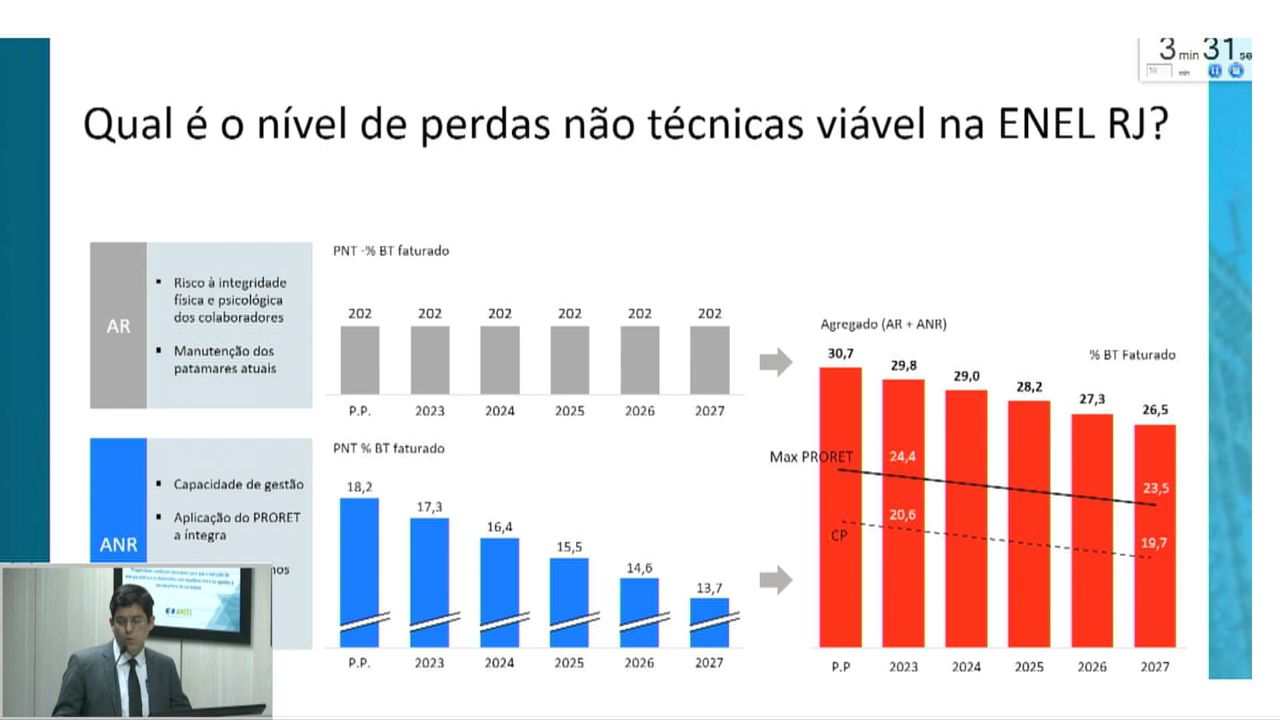 3 min 31 se
10 min
Qual é o nível de perdas não técnicas viável na ENEL RJ?
AR
▪ Risco à integridade
física e psicológica
dos colaboradores
▪ Manutenção dos
patamares atuais
PNT -% BT faturado
202 202 202 202 202 202
P.P. 2023 2024 2025 2026 2027
ANR
▪ Capacidade de gestão
▪ Aplicação do PRORET
a íntegra
PNT % BT faturado
18,2 17,3 16,4 15,5 14,6 13,7
P.P. 2023 2024 2025 2026 2027
Agregado (AR + ANR)
% BT Faturado
30,7 29,8 29,0 28,2 27,3 26,5
Max PRORET 24,4 23,5
CP 20,6 19,7
P.P 2023 2024 2025 2026 2027
ANEEL